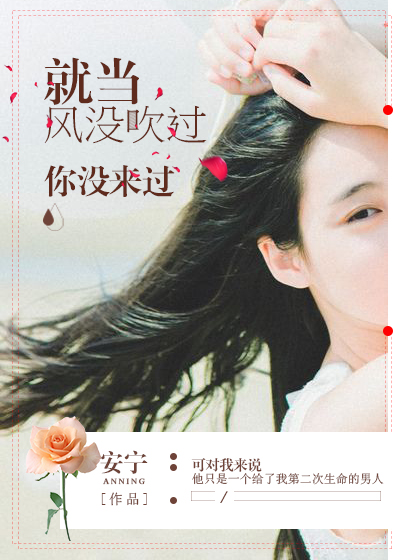 就当
风没吹过
你没来过
安宁
ANNING
[作品]
可对我来说
他只是一个给了我第二次生命的男人